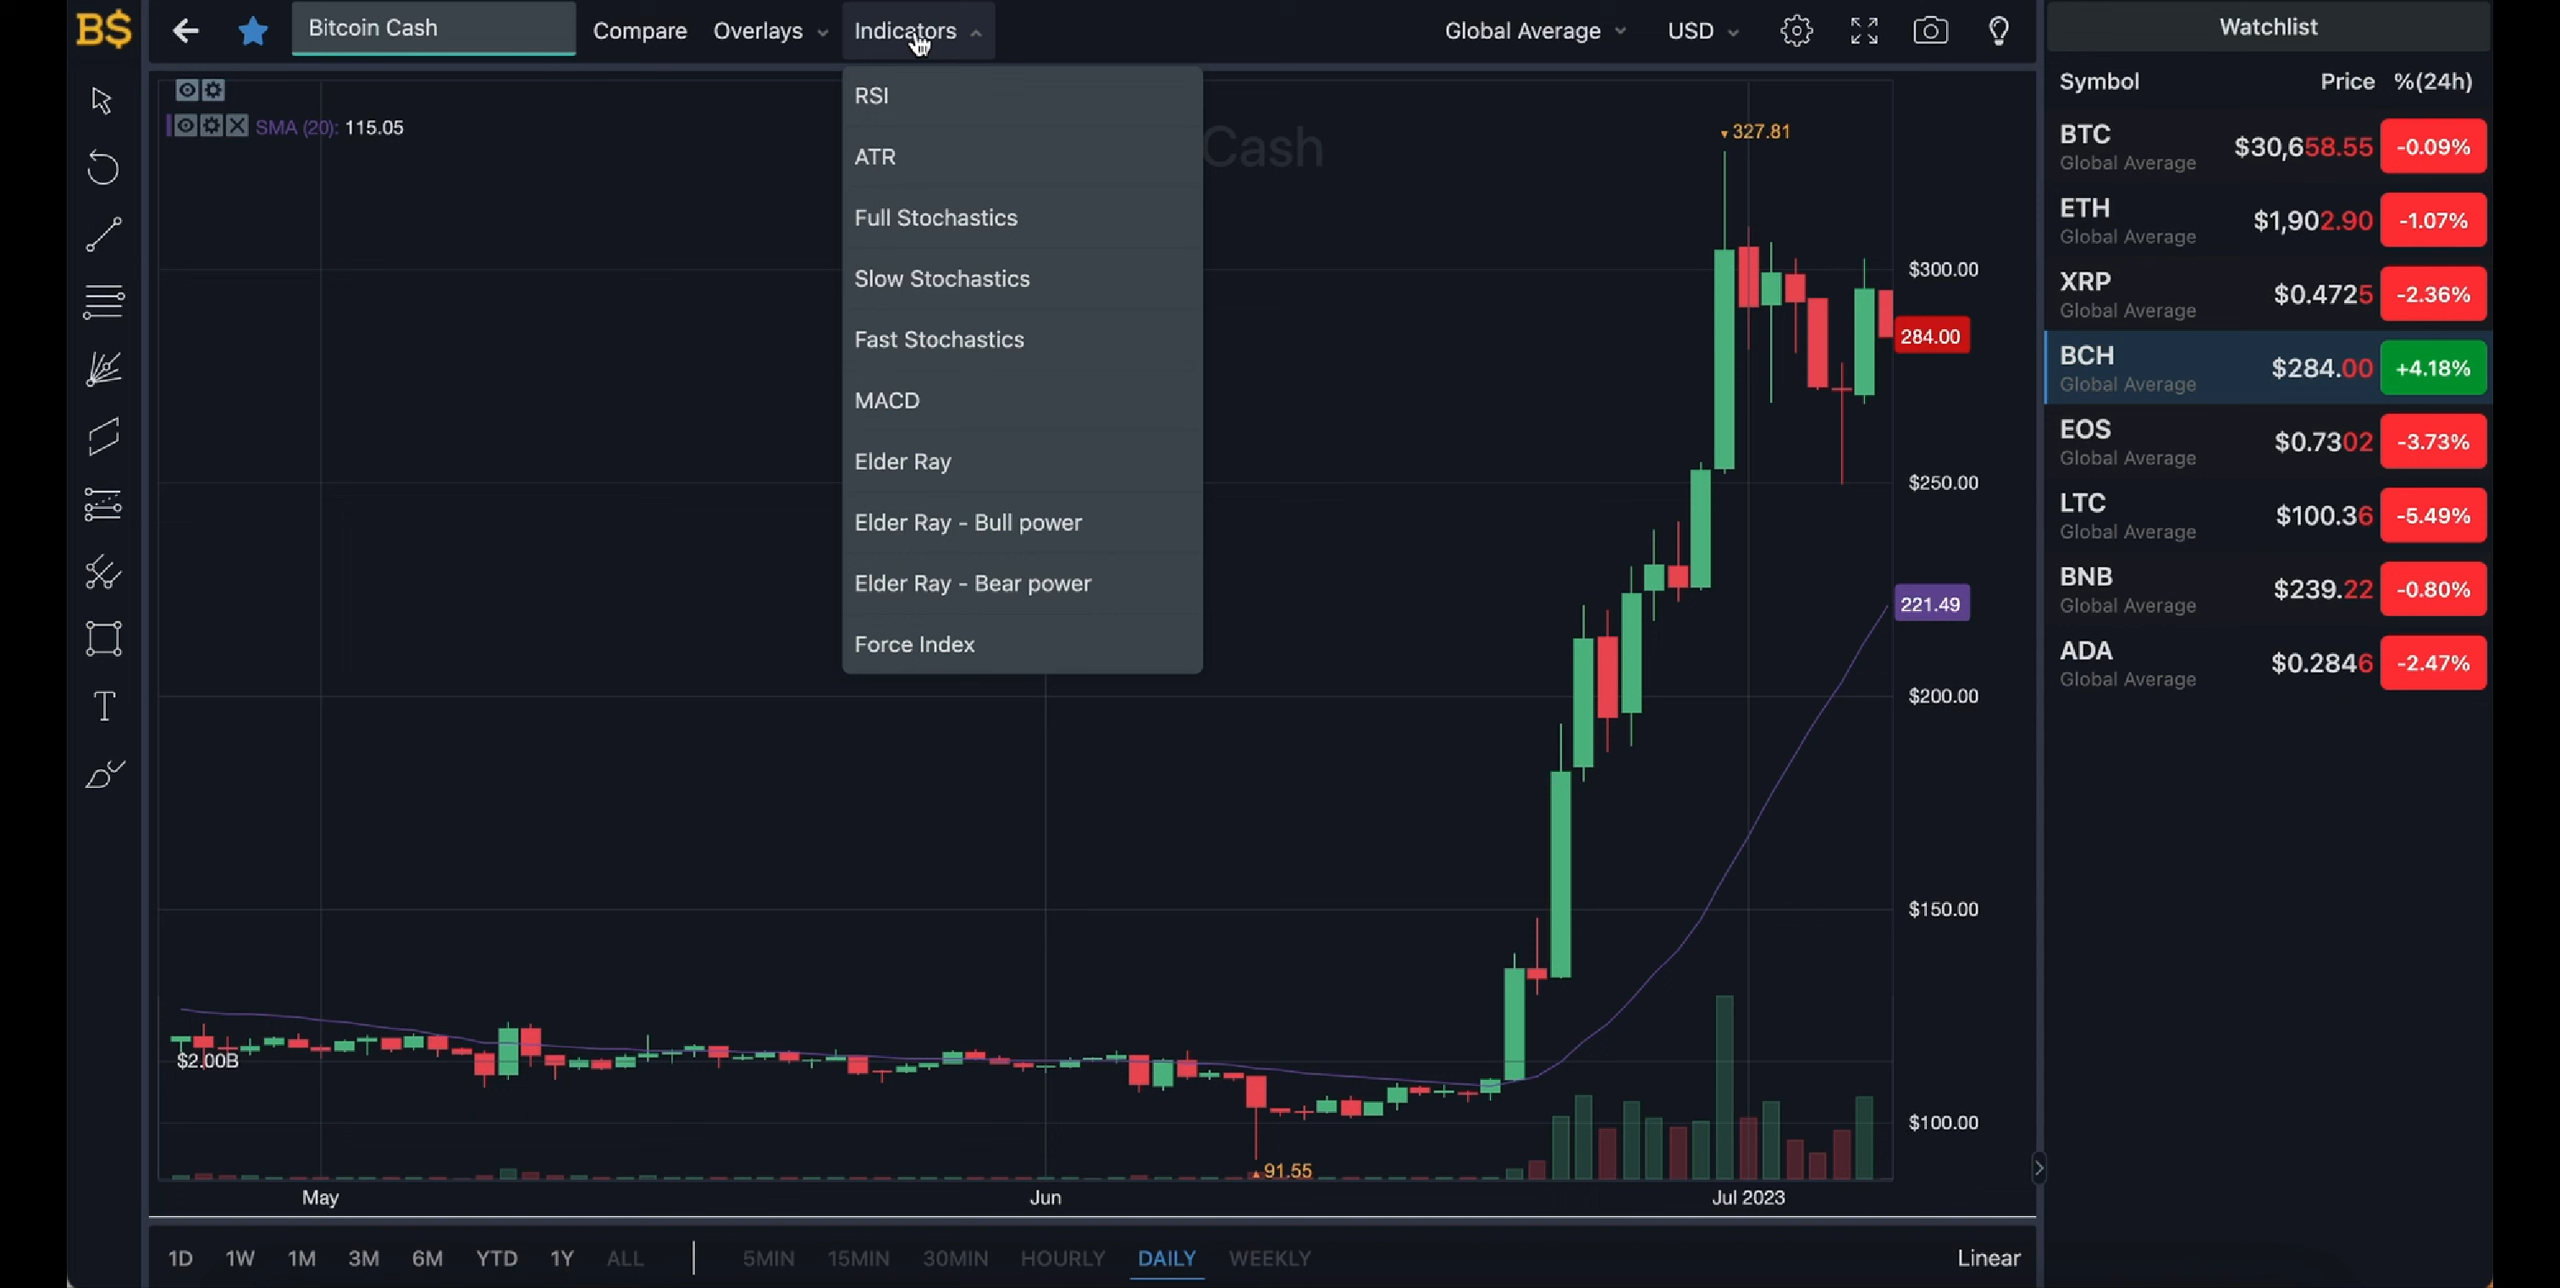 B$
Bitcoin Cash
Compare
Overlays
Indicators
Global Average
USD
SMA (20): 115.05
RSI
ATR
Full Stochastics
Slow Stochastics
Fast Stochastics
MACD
Elder Ray
Elder Ray - Bull power
Elder Ray - Bear power
Force Index
Cash
327.81
$300.00
284.00
$250.00
221.49
$200.00
$150.00
$100.00
$2.00B
91.55
May
Jun
Jul 2023
1D 1W 1M 3M 6M YTD 1Y ALL
5MIN 15MIN 30MIN HOURLY DAILY WEEKLY
Linear
Watchlist
Symbol Price %(24h)
BTC $30,658.55 -0.09%
Global Average
ETH $1,902.90 -1.07%
Global Average
XRP $0.4725 -2.36%
Global Average
BCH $284.00 +4.18%
Global Average
EOS $0.7302 -3.73%
Global Average
LTC $100.36 -5.49%
Global Average
BNB $239.22 -0.80%
Global Average
ADA $0.2846 -2.47%
Global Average
T